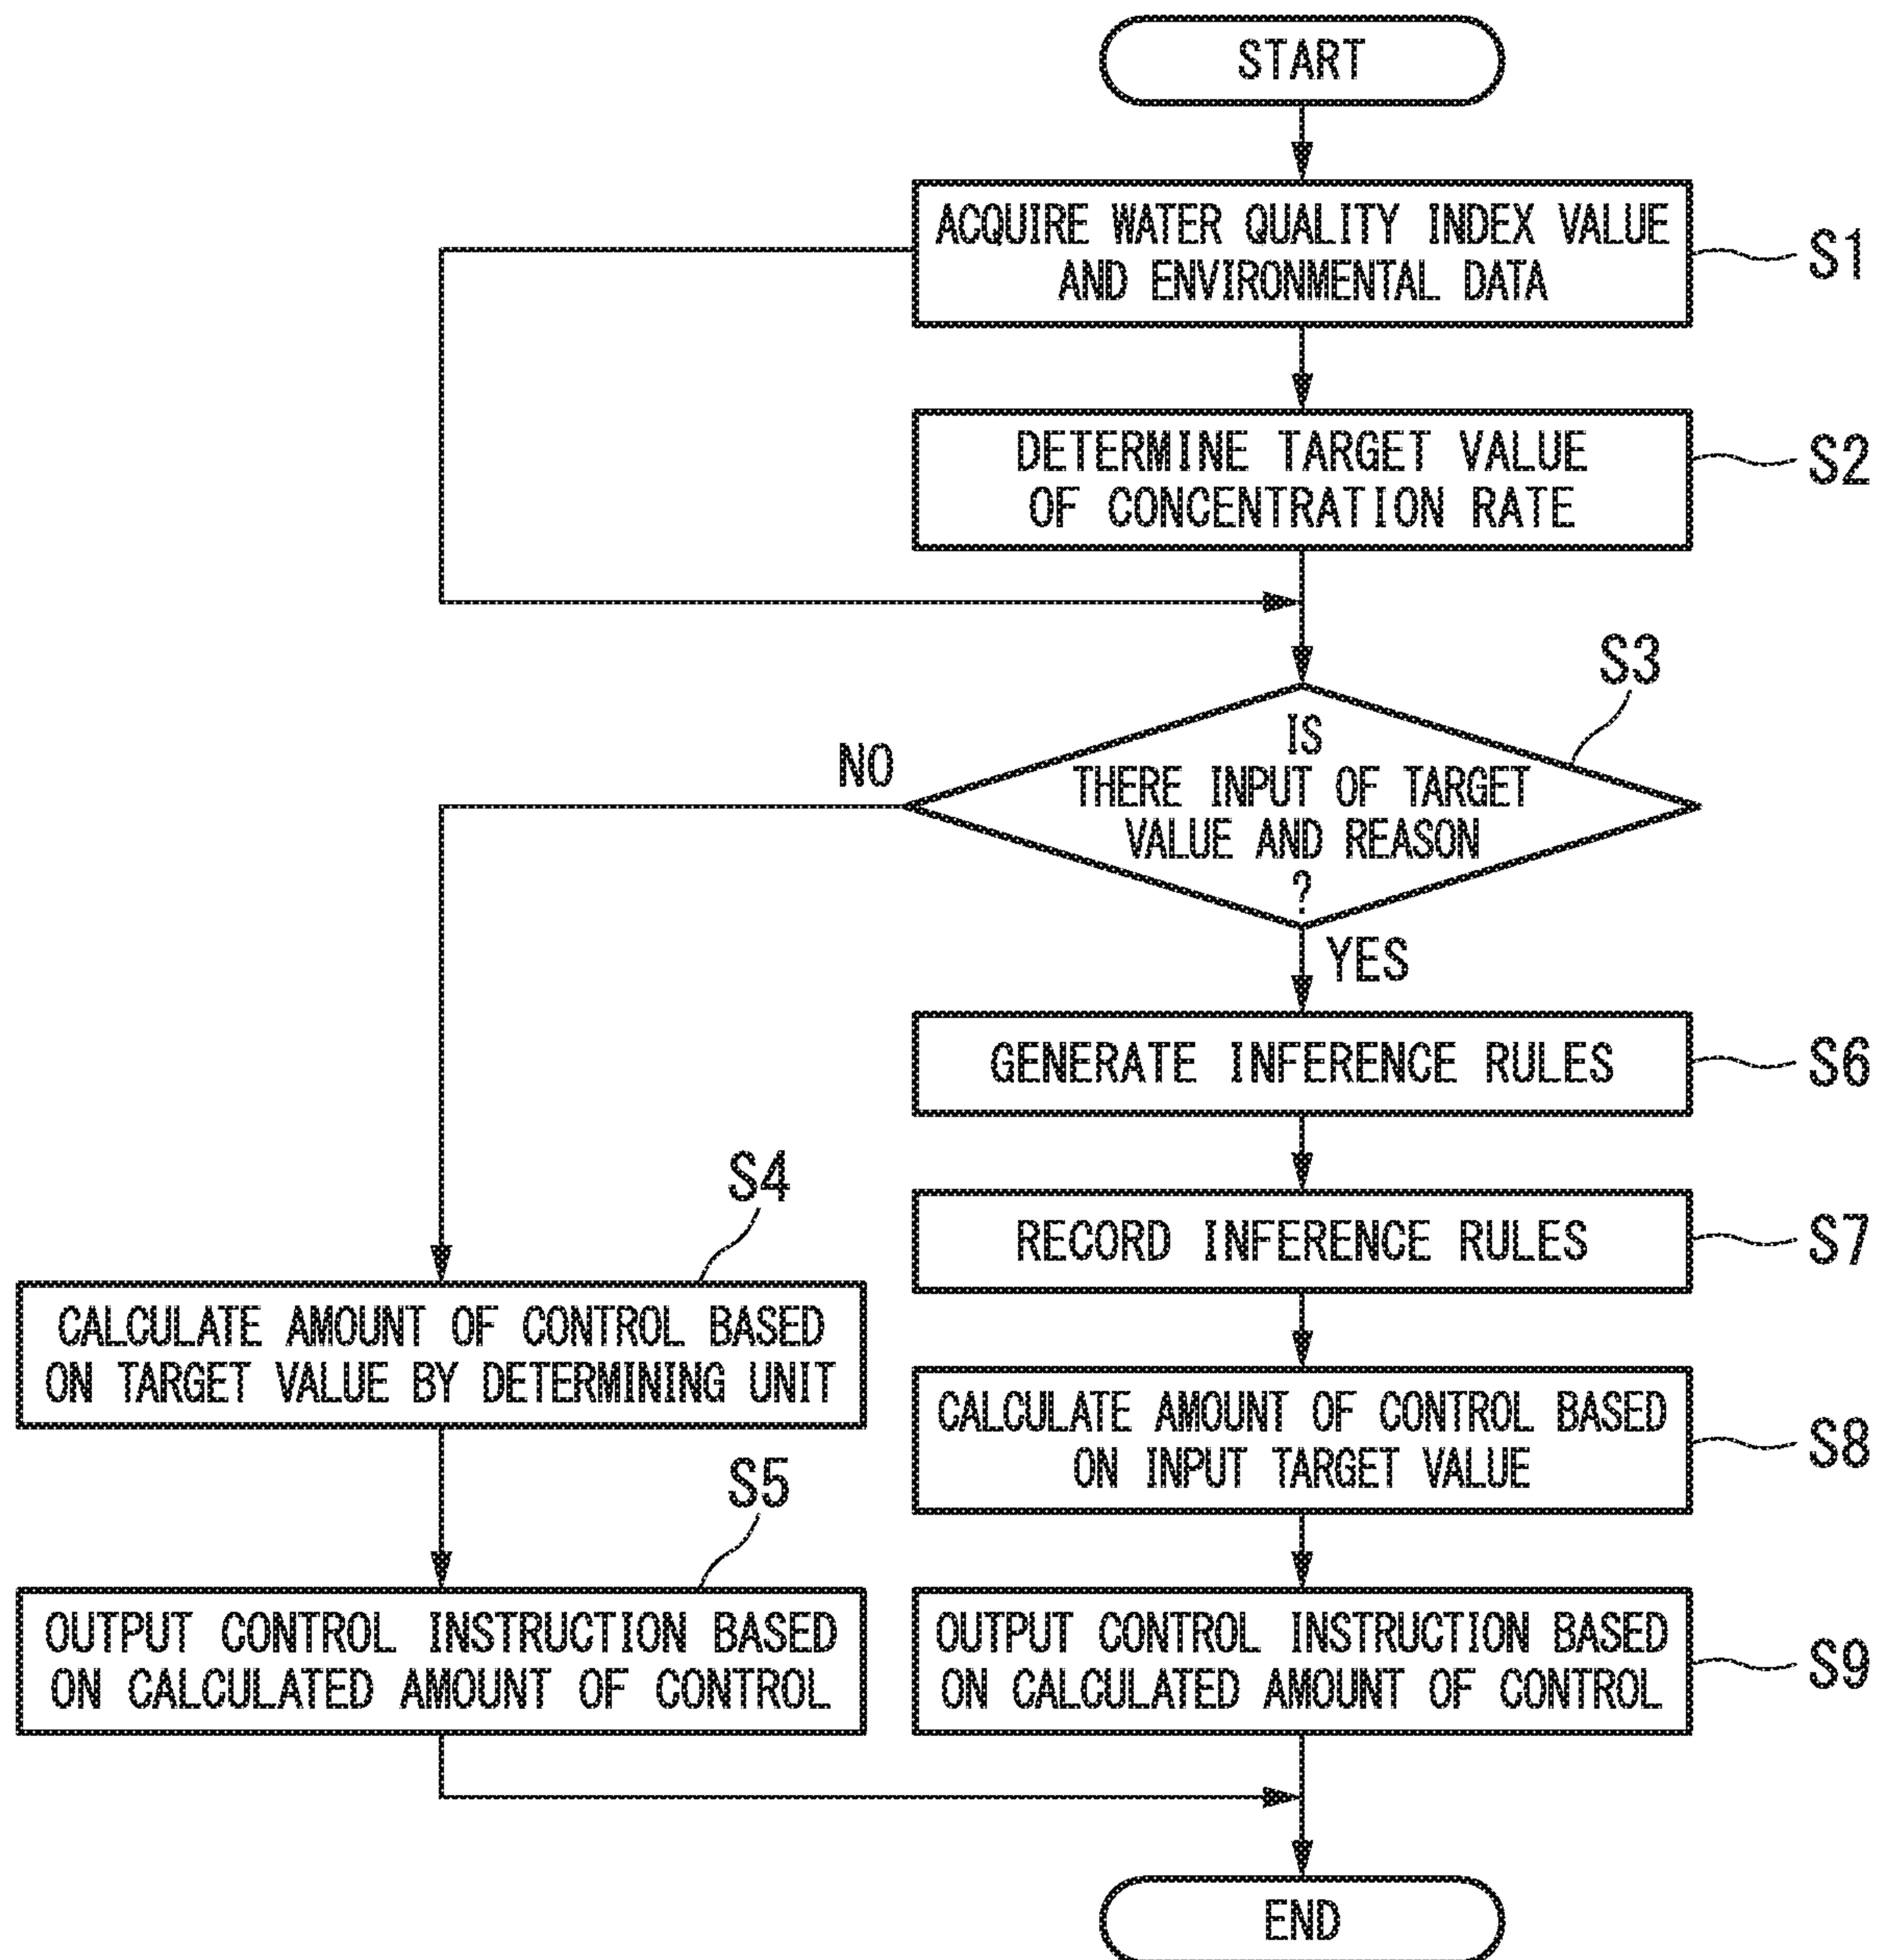 START
ACQUIRE WATER QUALITY INDEX VALUE
AND ENVIRONMENTAL DATA
S1
DETERMINE TARGET VALUE
OF CONCENTRATION RATE
S2
S3
IS
THERE INPUT OF TARGET
VALUE AND REASON
?
NO
YES
GENERATE INFERENCE RULES
S6
RECORD INFERENCE RULES
S7
S4
CALCULATE AMOUNT OF CONTROL BASED
ON TARGET VALUE BY DETERMINING UNIT
CALCULATE AMOUNT OF CONTROL BASED
ON INPUT TARGET VALUE
S8
S5
OUTPUT CONTROL INSTRUCTION BASED
ON CALCULATED AMOUNT OF CONTROL
OUTPUT CONTROL INSTRUCTION BASED
ON CALCULATED AMOUNT OF CONTROL
S9
END